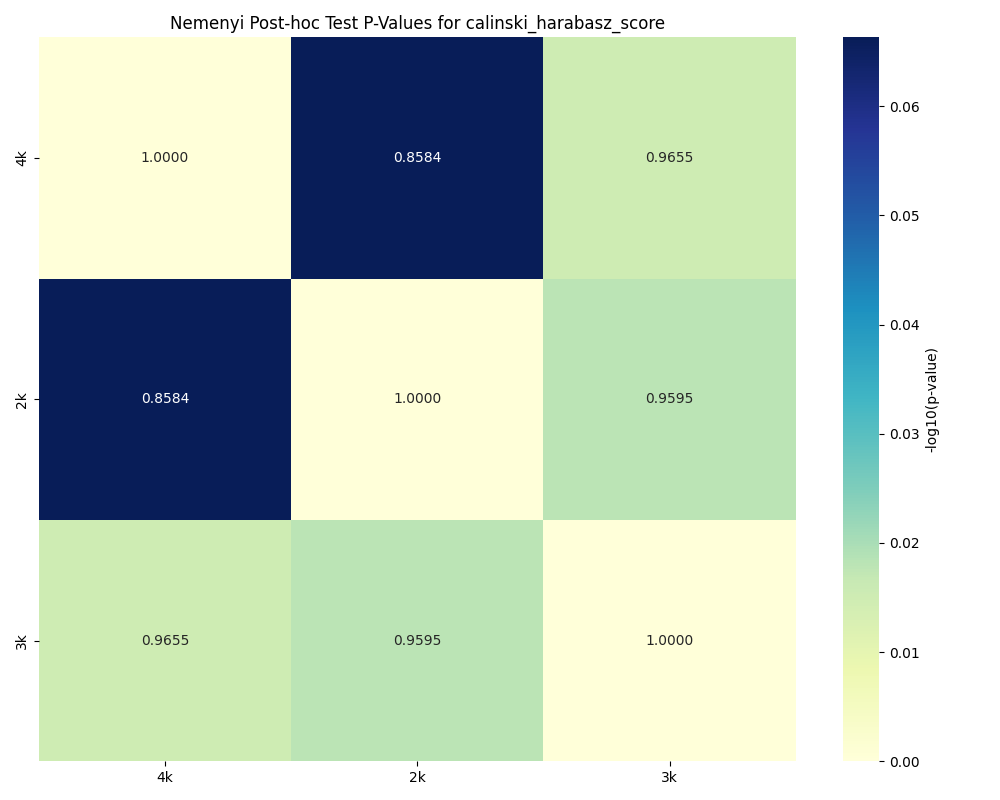 Nemenyi Post-hoc Test P-Values for calinski_harabasz_score
4k
1.0000
0.8584
0.9655
2k
0.8584
1.0000
0.9595
3k
0.9655
0.9595
1.0000
4k
2k
3k
0.06
0.05
0.04
0.03
0.02
0.01
0.00
-log10(p-value)